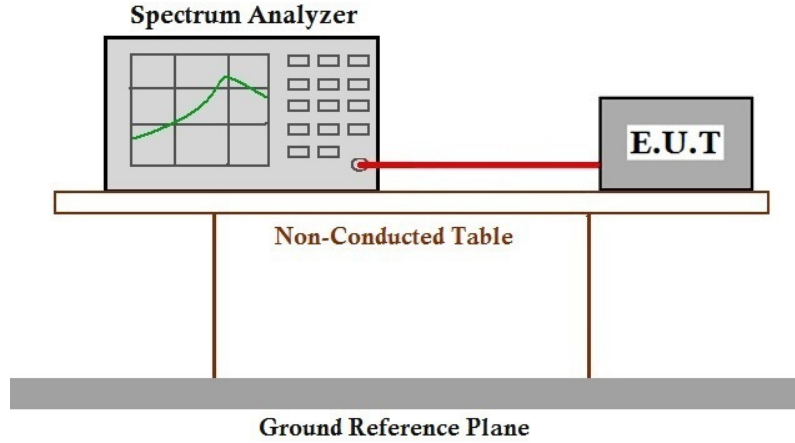 Spectrum Analyzer
E.U.T
Non-Conducted Table
Ground Reference Plane